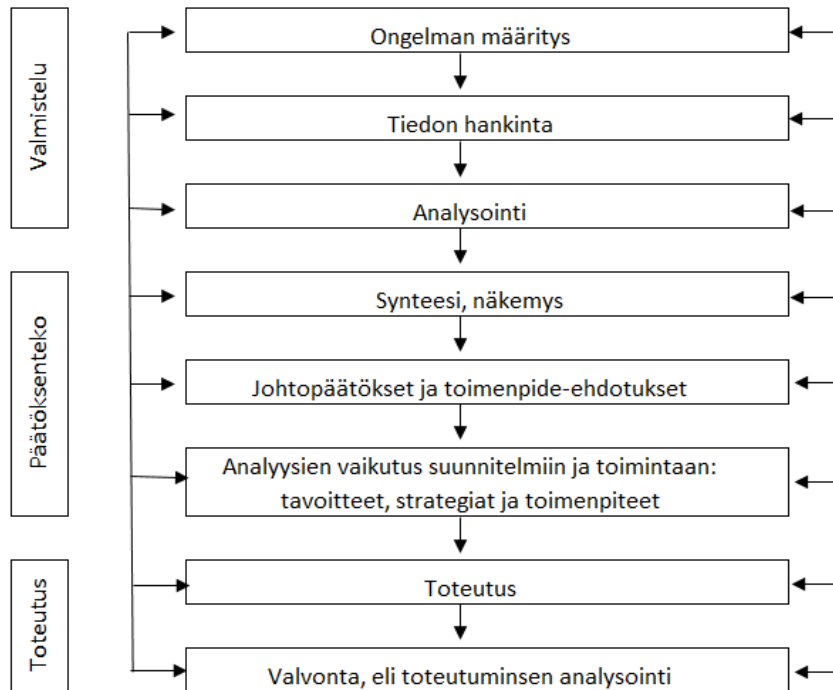 Valmistelu
Ongelman määritys
Tiedon hankinta
Analysointi
Päätöksenteko
Synteesi, näkemys
Johtopäätökset ja toimenpide-ehdotukset
Analyysien vaikutus suunnitelmiin ja toimintaan:
tavoitteet, strategiat ja toimenpiteet
Toteutus
Toteutus
Valvonta, eli toteutuminsen analysointi